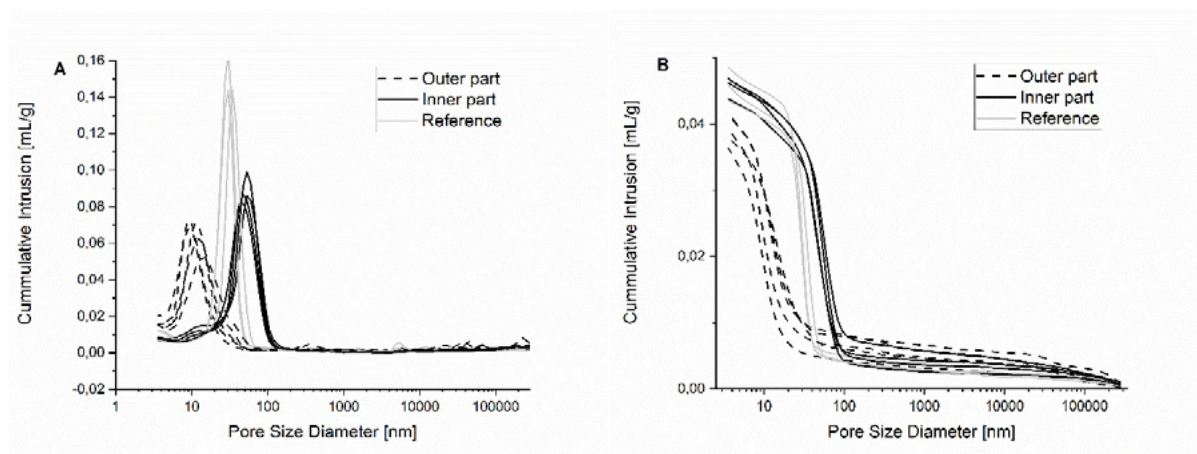 A
Cummulative Intrusion [mL/g]
0,16
0,14
0,12
0,10
0,08
0,06
0,04
0,02
0,00
-0,02
1
10
100
1000
10000
100000
Pore Size Diameter [nm]
Outer part
Inner part
Reference
B
Cummulative Intrusion [mL/g]
0,04
0,02
0,00
10
100
1000
10000
100000
Pore Size Diameter [nm]
Outer part
Inner part
Reference